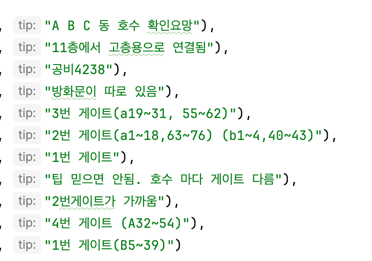 , tip: "A B C 동 호수 확인요망"),
, tip: "11층에서 고층용으로 연결됨"),
, tip: "공비4238"),
, tip: "방화문이 따로 있음"),
, tip: "3번 게이트(a19~31, 55~62)"),
, tip: "2번 게이트(a1~18,63~76) (b1~4,40~43)"),
, tip: "1번 게이트"),
, tip: "팁 믿으면 안됨. 호수 마다 게이트 다름"),
, tip: "2번게이트가 가까움"),
, tip: "4번 게이트 (A32~54)"),
, tip: "1번 게이트(B5~39)")